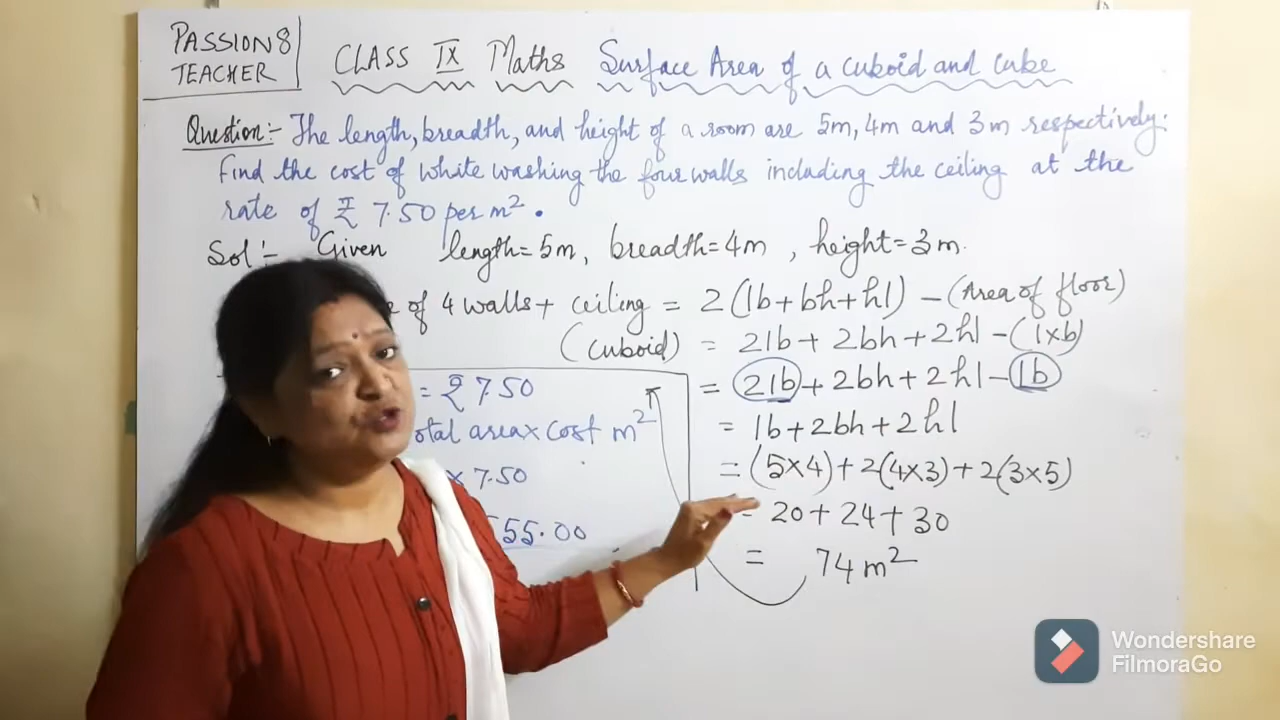 PASSION 8
TEACHER
CLASS IX Maths Surface Area of a cuboid and cube
Question:- The length, breadth, and height of a room are 5m, 4m and 3m respectively.
Find the cost of white washing the four walls including the ceiling at the
rate of ₹ 7.50 per m².
Sol:- Given length=5m, breadth=4m, height=3m.
of 4 walls + ceiling = 2(lb+bh+hl) - (Area of floor)
(cuboid) = 2lb+2bh+2hl-(l×b)
= 2lb+2bh+2hl-lb
= lb+2bh+2hl
= (5×4)+2(4×3)+2(3×5)
= 20+24+30
= 74m²
= ₹7.50
otal area× cost m²
× 7.50
555.00
Wondershare
FilmoraGo